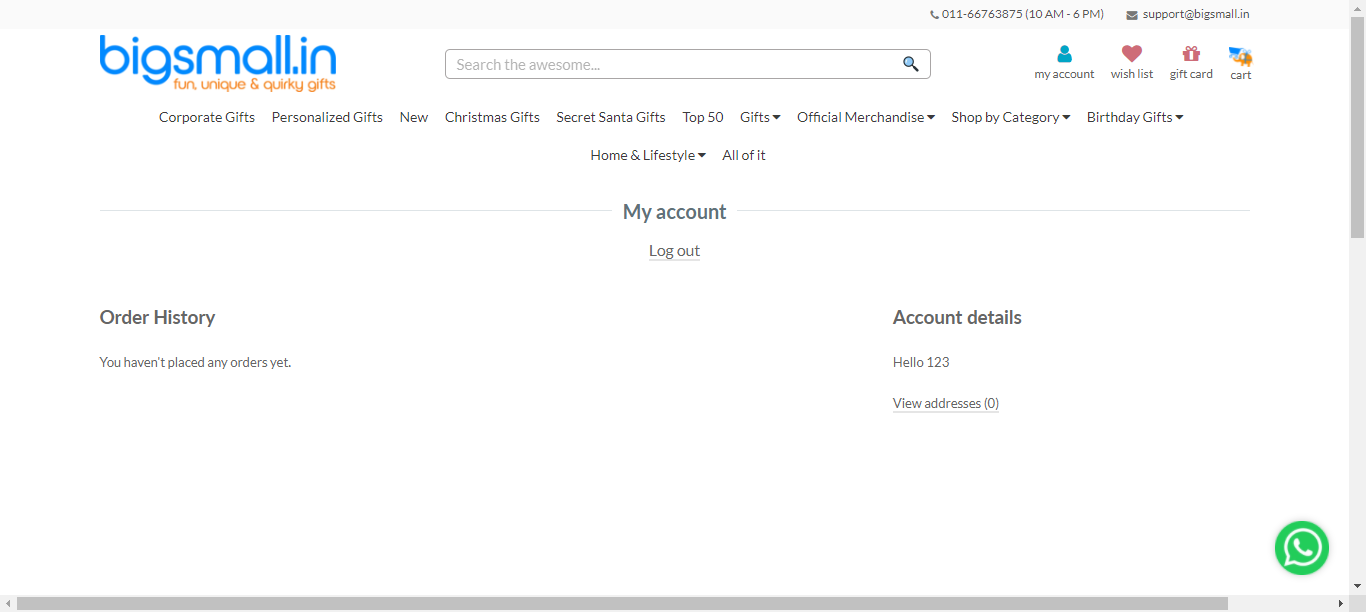 011-66763875 (10 AM - 6 PM) support@bigsmall.in
bigsmall.in
fun, unique & quirky gifts
Search the awesome...
my account wish list gift card cart
Corporate Gifts Personalized Gifts New Christmas Gifts Secret Santa Gifts Top 50 Gifts Official Merchandise Shop by Category Birthday Gifts
Home & Lifestyle All of it
My account
Log out
Order History
You haven't placed any orders yet.
Account details
Hello 123
View addresses (0)